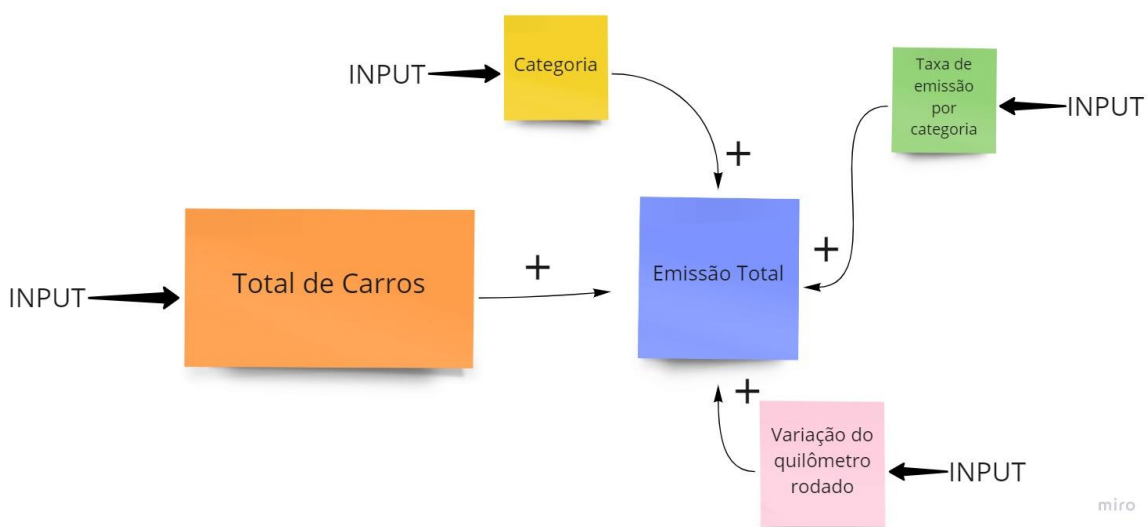 INPUT
Categoria
Taxa de
emissão
por
categoria
INPUT
+
+
+
INPUT
Total de Carros
Emissão Total
+
Variação do
quilômetro
rodado
INPUT
miro